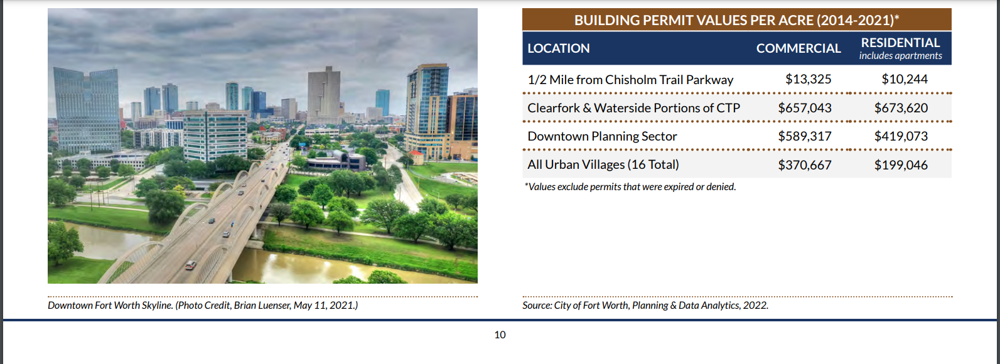 BUILDING PERMIT VALUES PER ACRE (2014-2021)*
LOCATION COMMERCIAL RESIDENTIAL
includes apartments
1/2 Mile from Chisholm Trail Parkway $13,325 $10,244
Clearfork & Waterside Portions of CTP $657,043 $673,620
Downtown Planning Sector $589,317 $419,073
All Urban Villages (16 Total) $370,667 $199,046
*Values exclude permits that were expired or denied.
Downtown Fort Worth Skyline. (Photo Credit, Brian Luenser, May 11, 2021.)
Source: City of Fort Worth, Planning & Data Analytics, 2022.
10